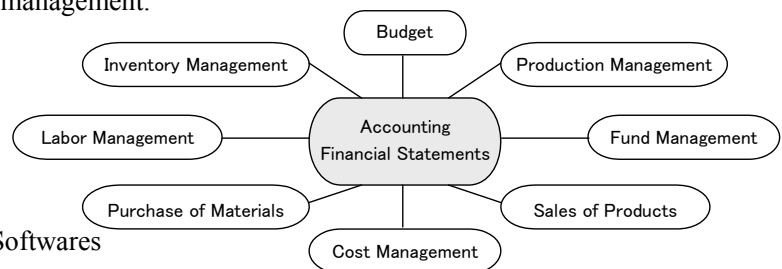 management.
Budget
Inventory Management
Production Management
Labor Management
Accounting
Financial Statements
Fund Management
Purchase of Materials
Sales of Products
Softwares
Cost Management